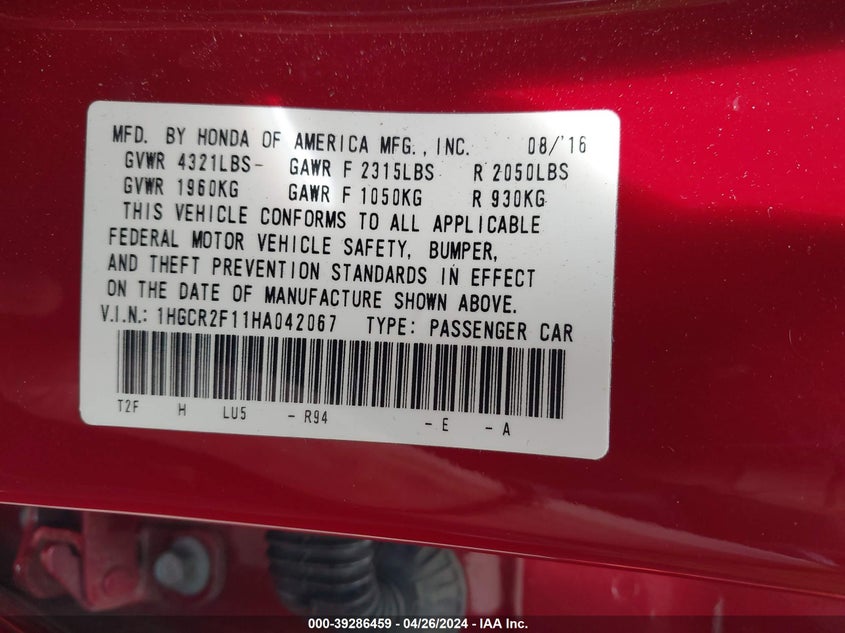 MFD. BY HONDA OF AMERICA MFG., INC. 08/'16
GVWR 4321LBS- GAWR F 2315LBS R 2050LBS
GVWR 1960KG GAWR F 1050KG R 930KG
THIS VEHICLE CONFORMS TO ALL APPLICABLE
FEDERAL MOTOR VEHICLE SAFETY, BUMPER,
AND THEFT PREVENTION STANDARDS IN EFFECT
ON THE DATE OF MANUFACTURE SHOWN ABOVE.
V.I.N.: 1HGCR2F11HA042067 TYPE: PASSENGER CAR
T2F H LU5 - R94 - E - A
000-39286459 - 04/26/2024 - IAA Inc.